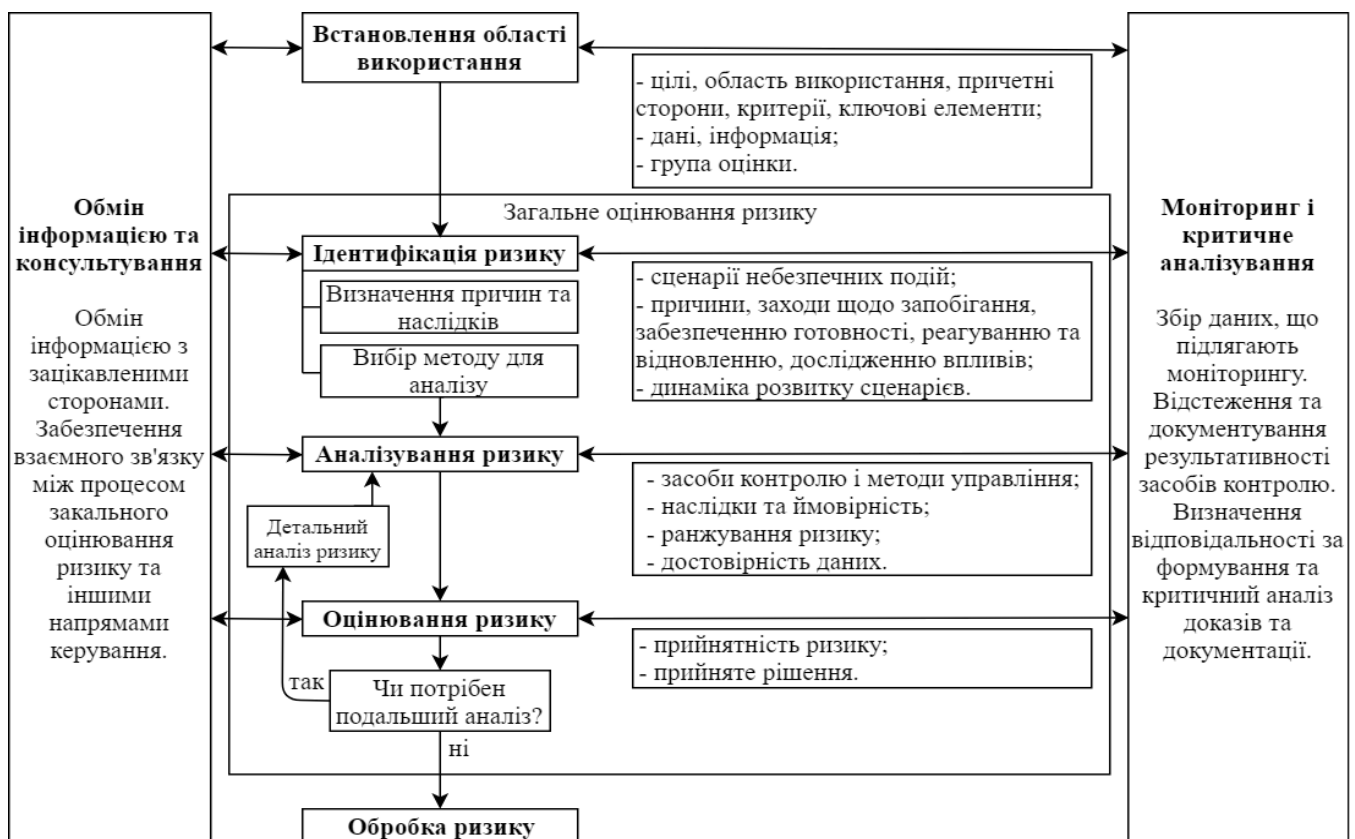 Встановлення області
використання
- цілі, область використання, причетні
сторони, критерії, ключові елементи;
- дані, інформація;
- група оцінки.
Обмін
інформацією та
консультування
Обмін
інформацією з
зацікавленими
сторонами.
Забезпечення
взаємного зв'язку
між процесом
закального
оцінювання
ризику та
іншими
напрямами
керування.
Загальне оцінювання ризику
Ідентифікація ризику
Визначення причин та
наслідків
Вибір методу для
аналізу
- сценарії небезпечних подій;
- причини, заходи щодо запобігання,
забезпеченню готовності, реагуванню та
відновленню, дослідженню впливів;
- динаміка розвитку сценарієв.
Аналізування ризику
- засоби контролю і методи управління;
- наслідки та ймовірність;
- ранжування ризику;
- достовірність даних.
Детальний
аналіз ризику
Оцінювання ризику
- прийнятність ризику;
- прийняте рішення.
так
Чи потрібен
подальший аналіз?
ні
Обробка ризику
Моніторинг і
критичне
аналізування
Збір даних, що
підлягають
моніторингу.
Відстеження та
документування
результативності
засобів контролю.
Визначення
відповідальності за
формування та
критичний аналіз
доказів та
документації.